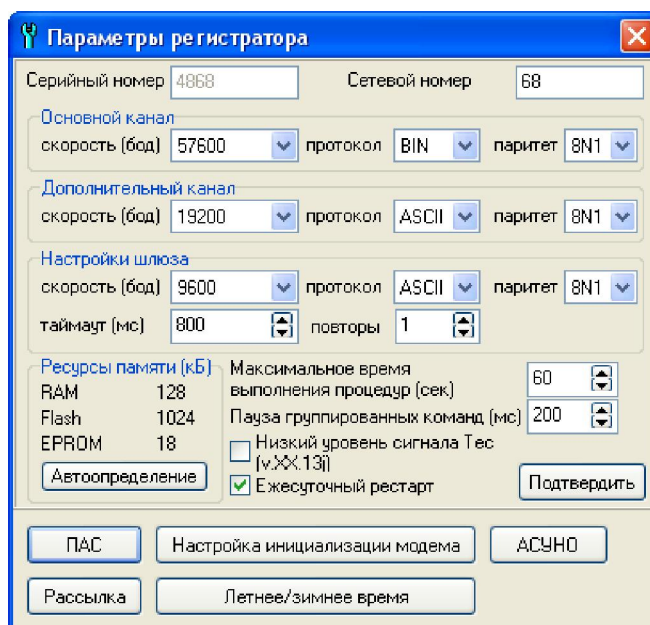 Параметры регистратора
Серийный номер 4868 Сетевой номер 68
Основной канал
скорость (бод) 57600 протокол BIN паритет 8N1
Дополнительный канал
скорость (бод) 19200 протокол ASCII паритет 8N1
Настройки шлюза
скорость (бод) 9600 протокол ASCII паритет 8N1
таймаут (мс) 800 повторы 1
Ресурсы памяти (кБ)
RAM 128
Flash 1024
EPROM 18
Автоопределение
Максимальное время
выполнения процедур (сек) 60
Пауза группированных команд (мс) 200
Низкий уровень сигнала Тес
(v.XX.13j)
Ежесуточный рестарт
Подтвердить
ПАС Настройка инициализации модема АСУНО
Рассылка Летнее/зимнее время